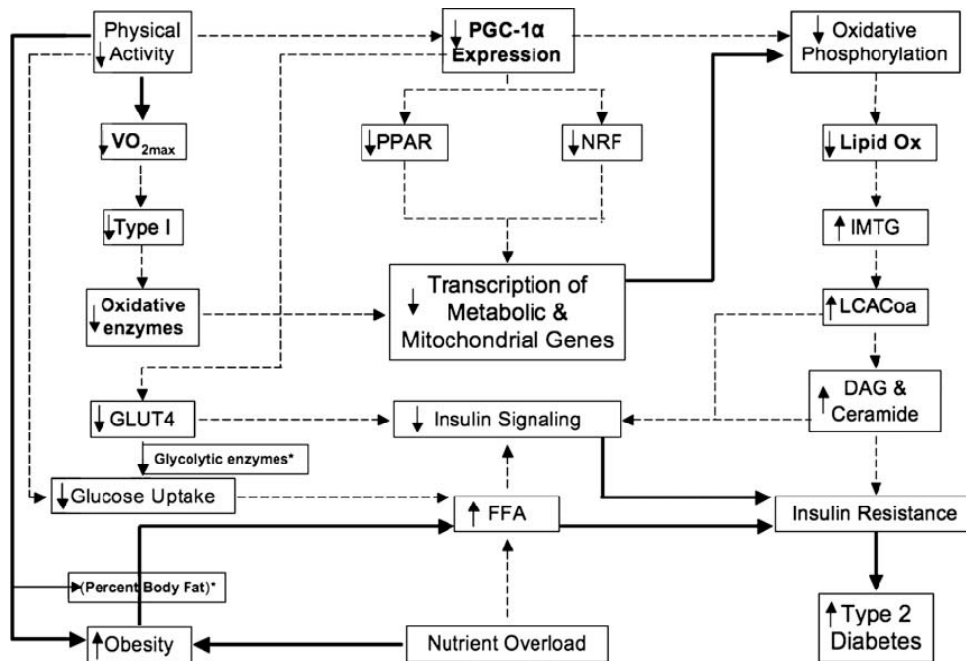 Physical
↓ Activity
↓ PGC-1α
Expression
↓ Oxidative
Phosphorylation
↓ VO2max
↓ PPAR
↓ NRF
↓ Lipid Ox
↓ Type I
↑ IMTG
↓ Oxidative
enzymes
↓ Transcription of
Metabolic &
Mitochondrial Genes
↑ LCACoa
↑ DAG &
Ceramide
↓ GLUT4
↓ Insulin Signaling
Glycolytic enzymes*
↓ Glucose Uptake
↑ FFA
Insulin Resistance
(Percent Body Fat)*
↑ Obesity
Nutrient Overload
↑ Type 2
Diabetes